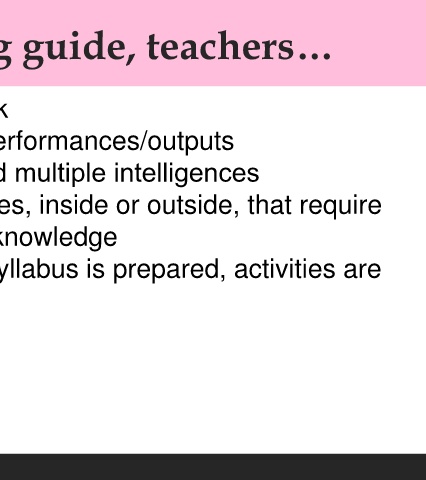 g guide, teachers...
k
erformances/outputs
d multiple intelligences
es, inside or outside, that require
knowledge
yllabus is prepared, activities are